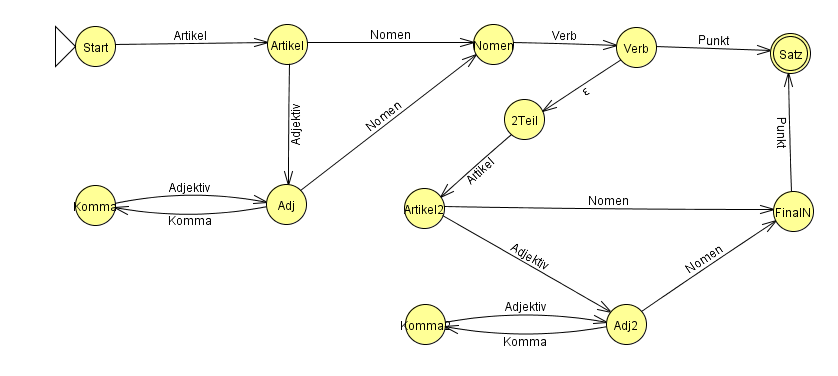 Artikel
Nomen
Verb
Punkt
Start
Artikel
Nomen
Verb
Satz
ε
Adjektiv
Nomen
2Teil
Punkt
Artikel
Adjektiv
Komma
Adj
Komma
Artikel2
Nomen
FinalN
Adjektiv
Nomen
Adjektiv
Komma2
Adj2
Komma